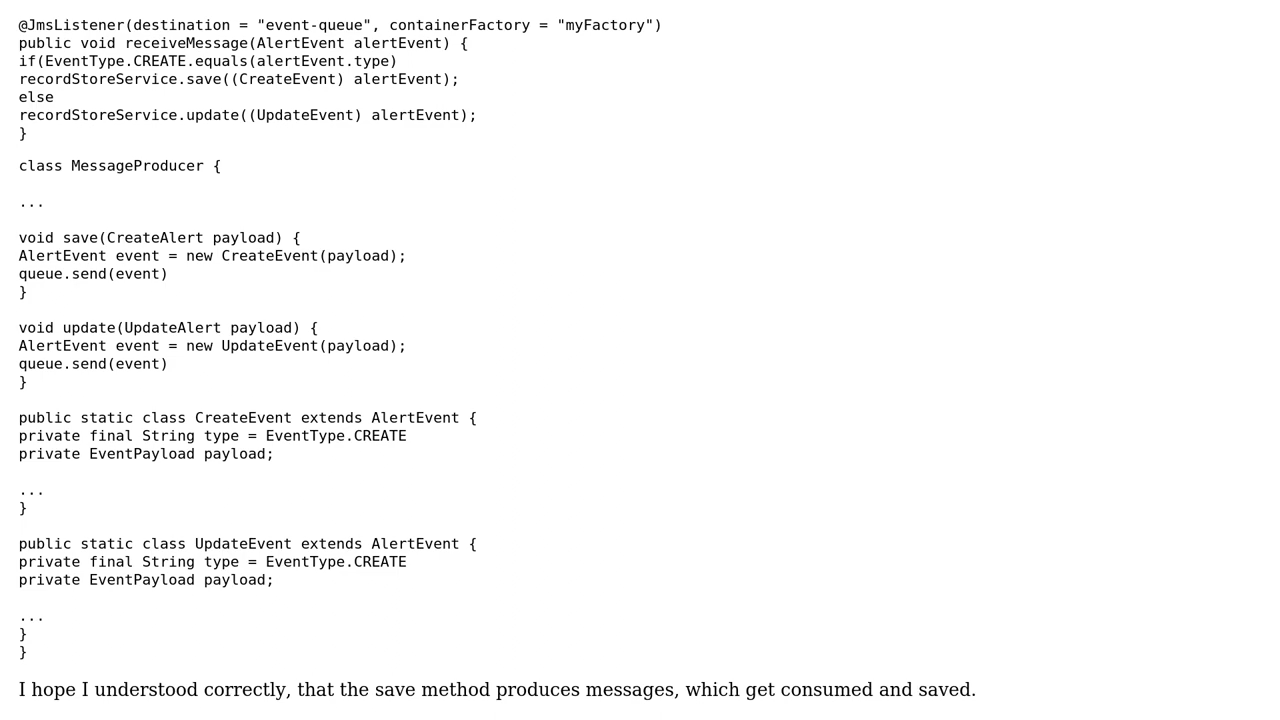 @JmsListener(destination = "event-queue", containerFactory = "myFactory")
public void receiveMessage(AlertEvent alertEvent) {
if(EventType.CREATE.equals(alertEvent.type)
recordStoreService.save((CreateEvent) alertEvent);
else
recordStoreService.update((UpdateEvent) alertEvent);
}
class MessageProducer {
...
void save(CreateAlert payload) {
AlertEvent event = new CreateEvent(payload);
queue.send(event)
}
void update(UpdateAlert payload) {
AlertEvent event = new UpdateEvent(payload);
queue.send(event)
}
public static class CreateEvent extends AlertEvent {
private final String type = EventType.CREATE
private EventPayload payload;
...
}
public static class UpdateEvent extends AlertEvent {
private final String type = EventType.CREATE
private EventPayload payload;
...
}
}
I hope I understood correctly, that the save method produces messages, which get consumed and saved.